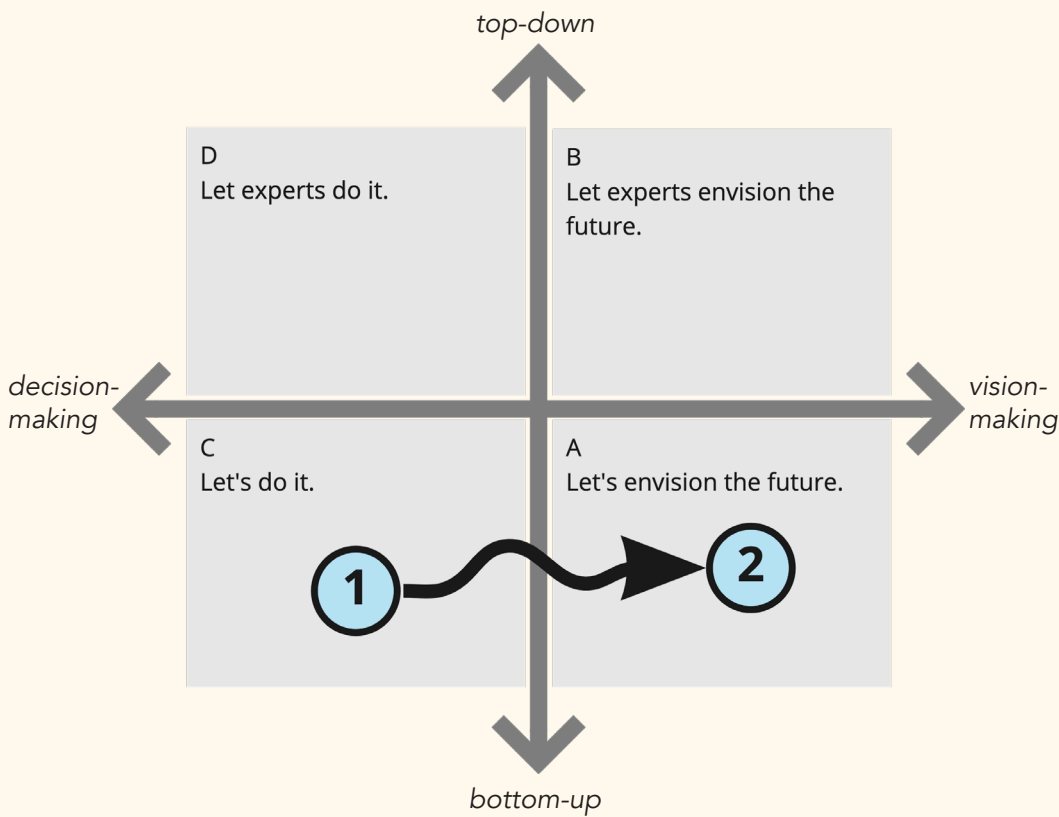 top-down
D
Let experts do it.
B
Let experts envision the
future.
decision-
making
vision-
making
C
Let's do it.
A
Let's envision the future.
1
2
bottom-up